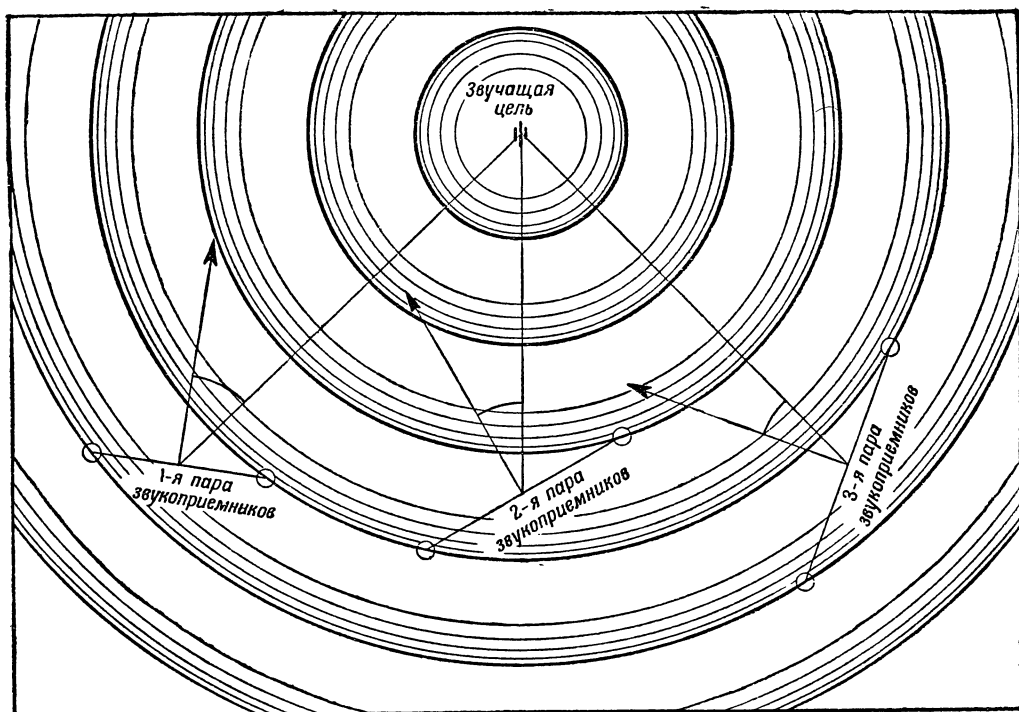 Звучащая
цель
1-я пара
звукоприемников
2-я пара
звукоприемников
3-я пара
звукоприемников